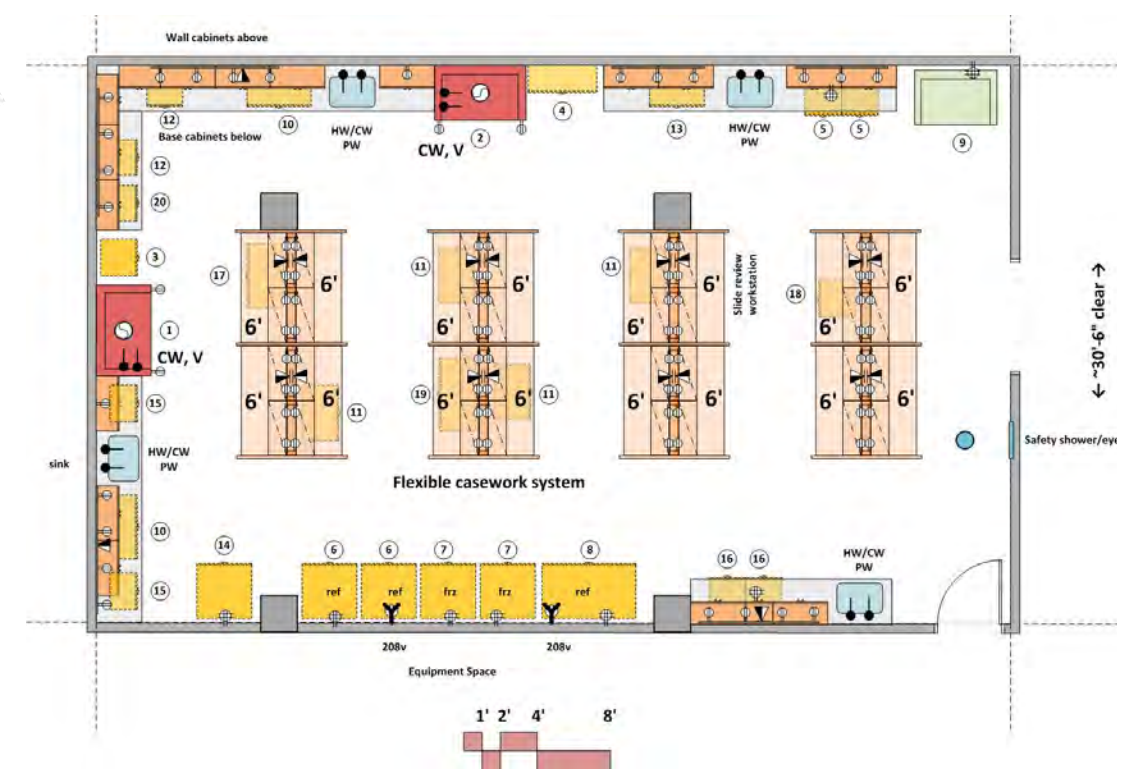 Wall cabinets above
4
12
Base cabinets below
10
HW/CW
PW
2
CW, V
13
HW/CW
PW
5
5
9
12
20
3
17
11
11
18
6'
6'
6'
6'
6'
6'
6'
6'
Slide review
workstation
← ~30'-6" clear →
1
CW, V
15
11
19
11
6'
6'
6'
6'
6'
6'
6'
6'
sink
HW/CW
PW
Safety shower/eye
Flexible casework system
10
15
14
6
6
7
7
8
ref
ref
frz
frz
ref
16
16
HW/CW
PW
208v
208v
Equipment Space
1' 2' 4' 8'